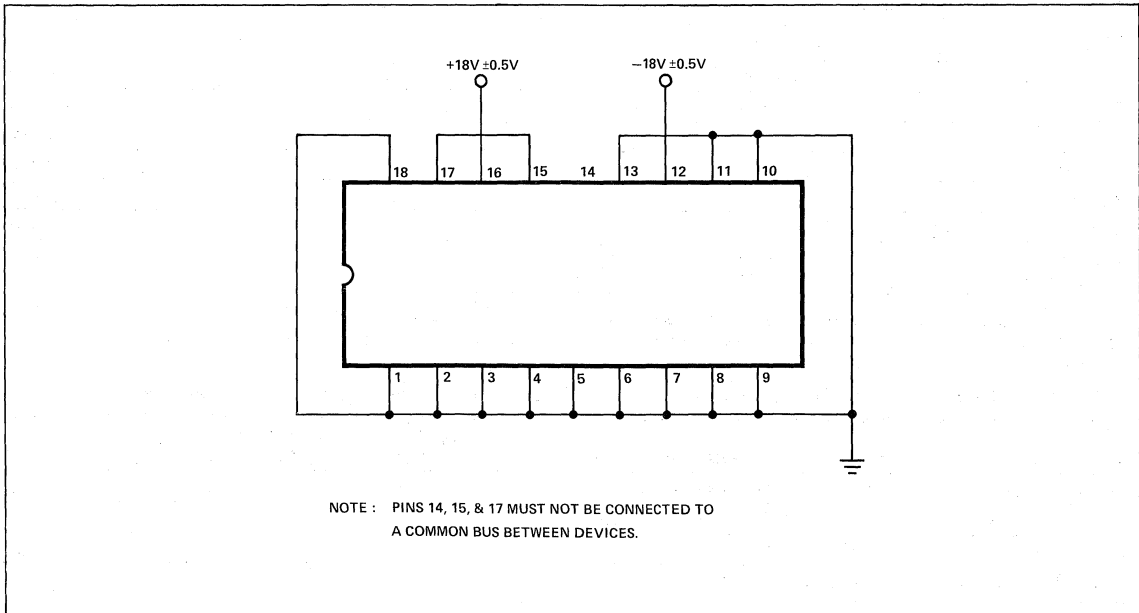 +18V ±0.5V −18V ±0.5V
18 17 16 15 14 13 12 11 10
1 2 3 4 5 6 7 8 9
NOTE : PINS 14, 15, & 17 MUST NOT BE CONNECTED TO
A COMMON BUS BETWEEN DEVICES.